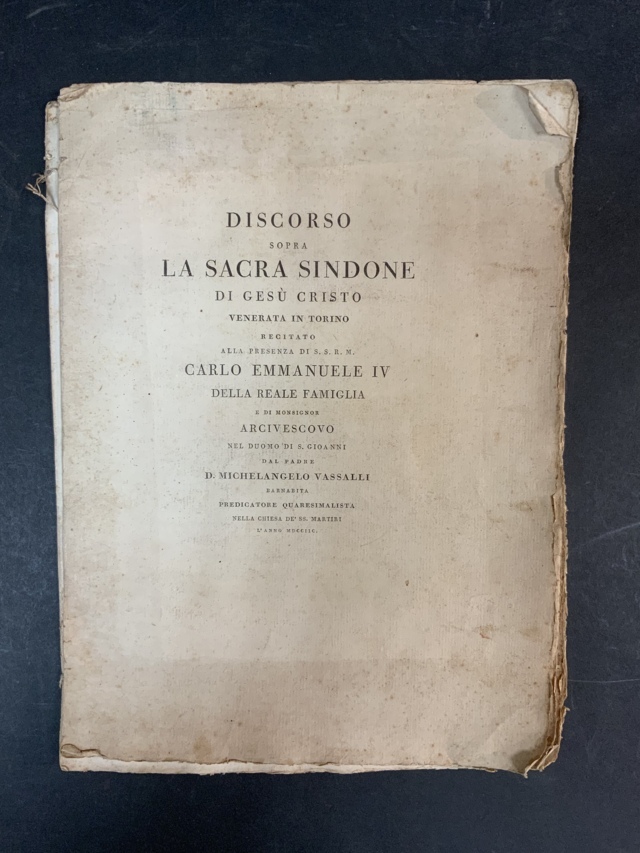 DISCORSO
SOPRA
LA SACRA SINDONE
DI GESÙ CRISTO
VENERATA IN TORINO
RECITATO
ALLA PRESENZA DI S. S. R. M.
CARLO EMMANUELE IV
DELLA REALE FAMIGLIA
E DI MONSIGNOR
ARCIVESCOVO
NEL DUOMO DI S. GIOANNI
DAL PADRE
D. MICHELANGELO VASSALLI
BARNABITA
PREDICATORE QUARESIMALISTA
NELLA CHIESA DE' SS. MARTIRI
L'ANNO MDCCIIC.